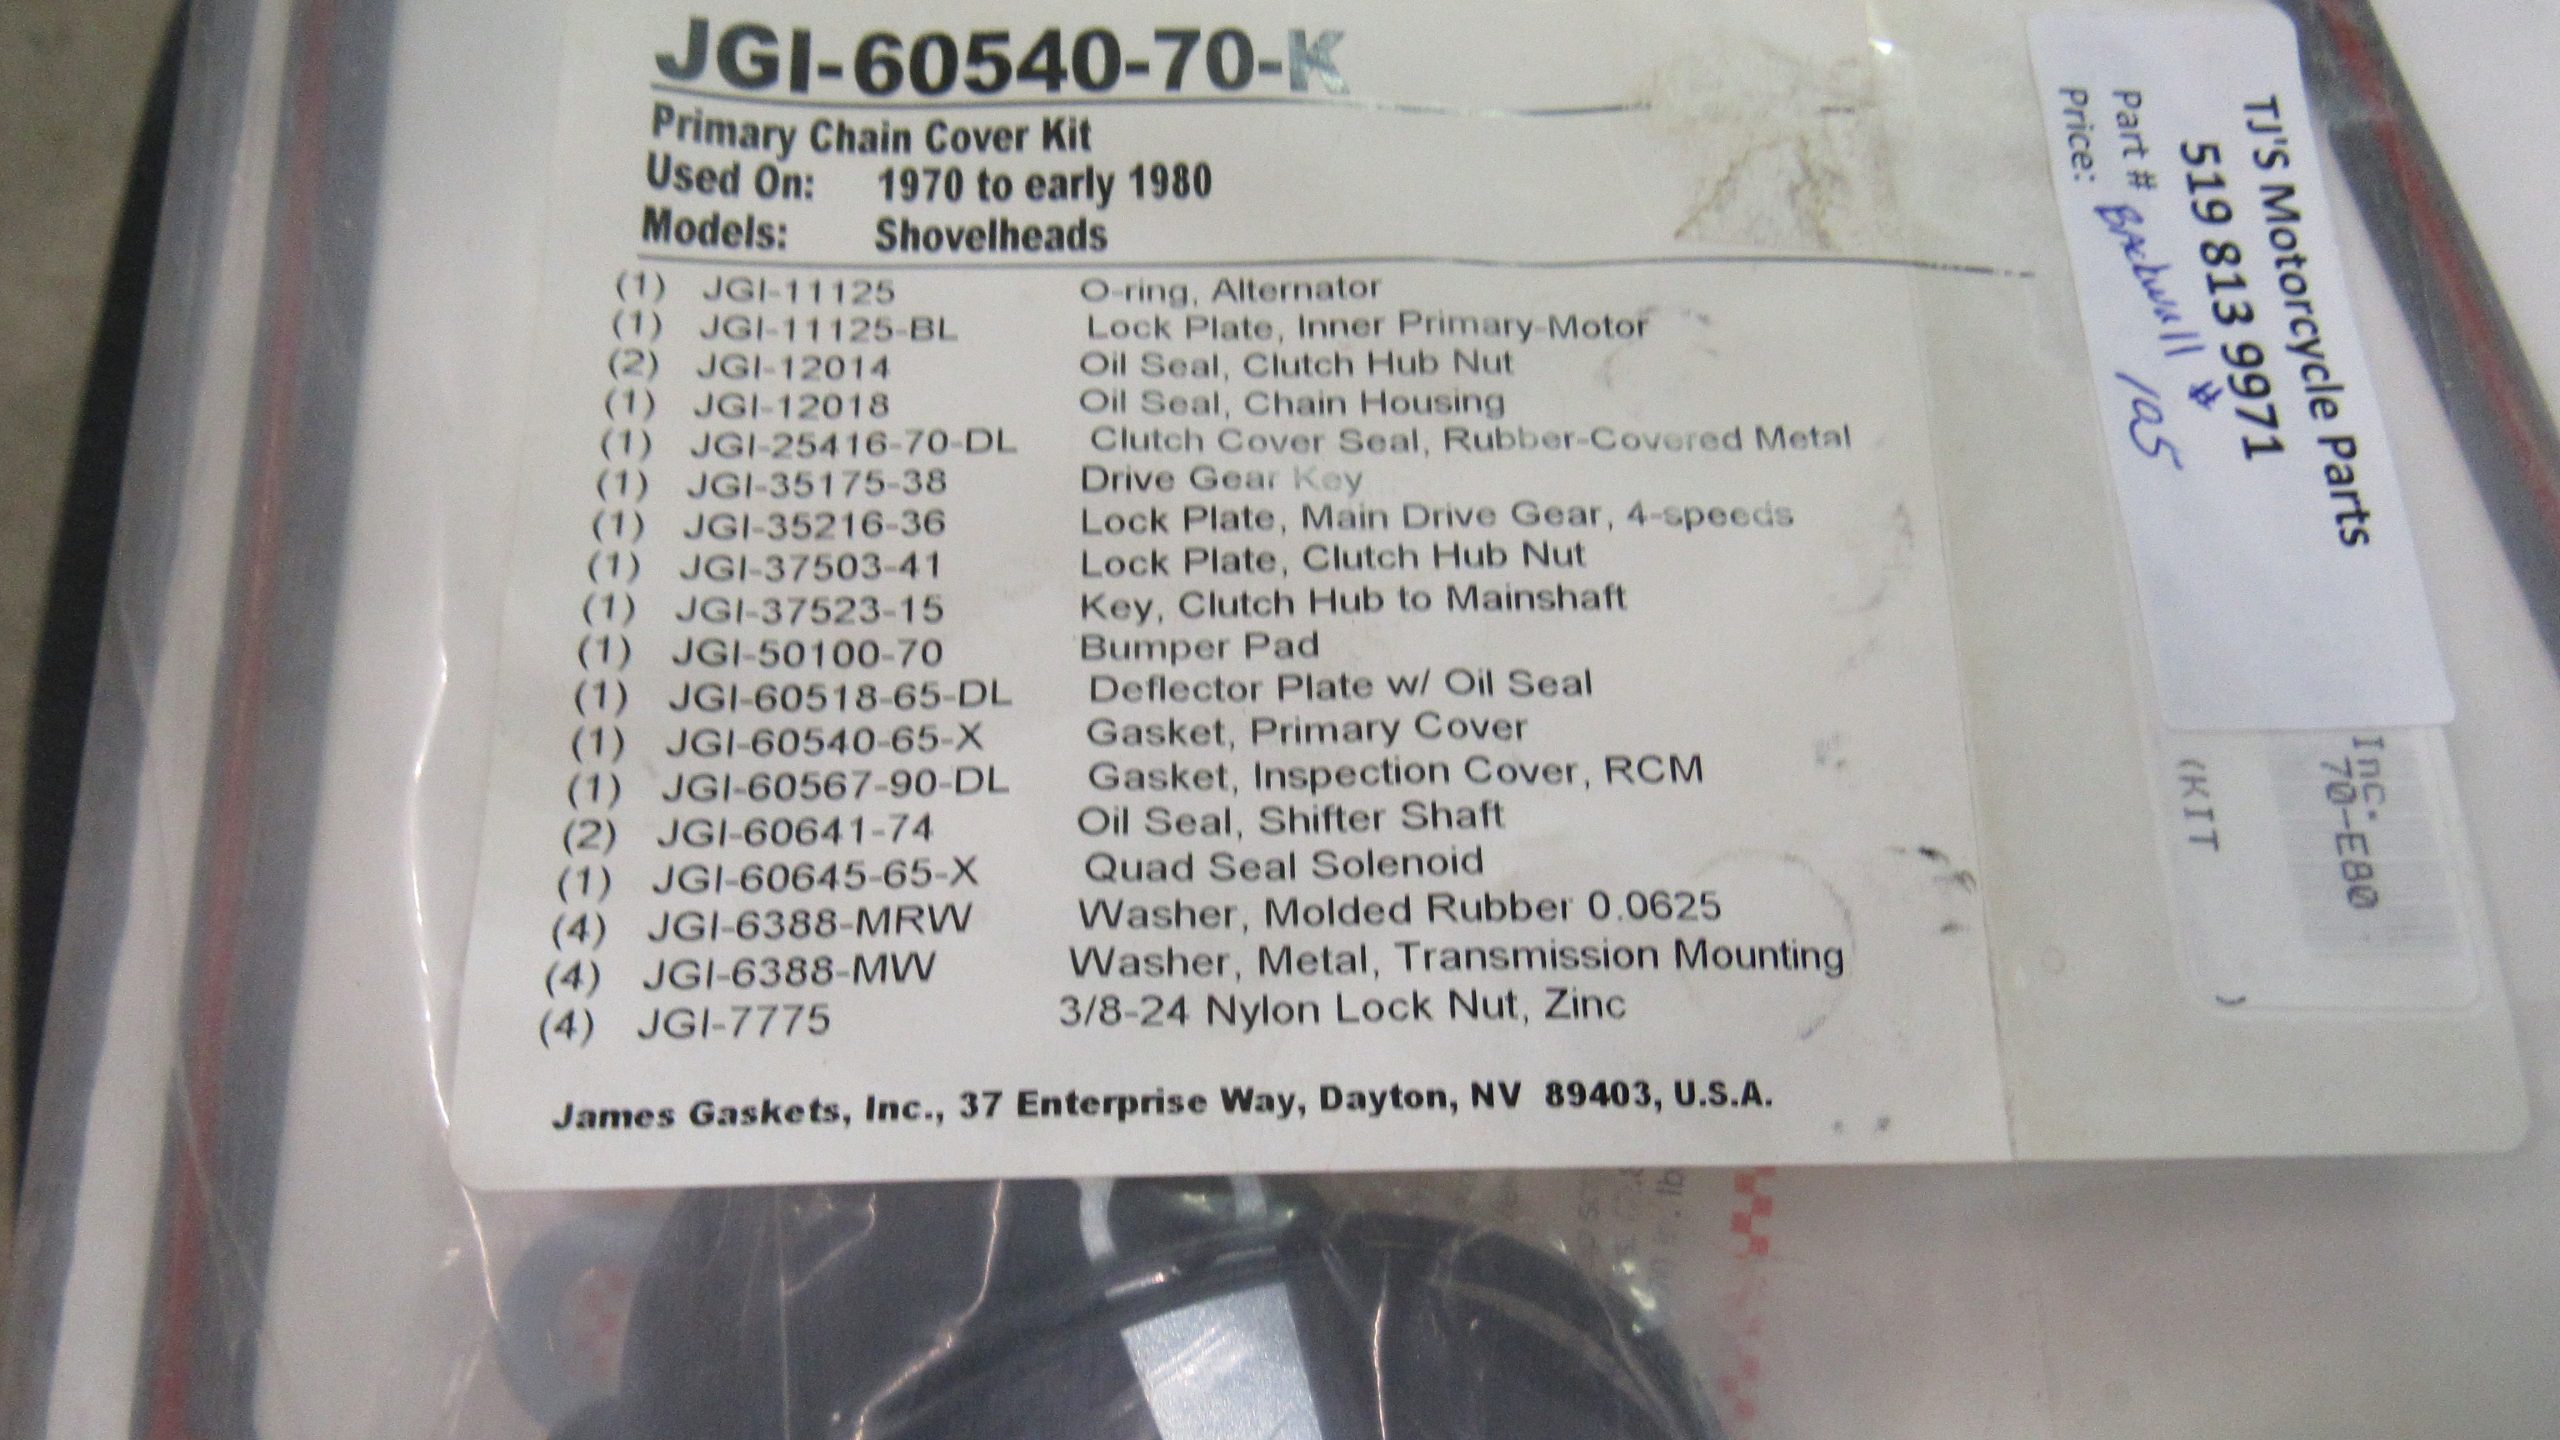 JGI-60540-70-K
Primary Chain Cover Kit
Used On: 1970 to early 1980
Models: Shovelheads
(1) JGI-11125 O-ring, Alternator
(1) JGI-11125-BL Lock Plate, Inner Primary-Motor
(2) JGI-12014 Oil Seal, Clutch Hub Nut
(1) JGI-12018 Oil Seal, Chain Housing
(1) JGI-25416-70-DL Clutch Cover Seal, Rubber-Covered Metal
(1) JGI-35175-38 Drive Gear Key
(1) JGI-35216-36 Lock Plate, Main Drive Gear, 4-speeds
(1) JGI-37503-41 Lock Plate, Clutch Hub Nut
(1) JGI-37523-15 Key, Clutch Hub to Mainshaft
(1) JGI-50100-70 Bumper Pad
(1) JGI-60518-65-DL Deflector Plate w/ Oil Seal
(1) JGI-60540-65-X Gasket, Primary Cover
(1) JGI-60567-90-DL Gasket, Inspection Cover, RCM
(2) JGI-60641-74 Oil Seal, Shifter Shaft
(1) JGI-60645-65-X Quad Seal Solenoid
(4) JGI-6388-MRW Washer, Molded Rubber 0.0625
(4) JGI-6388-MW Washer, Metal, Transmission Mounting
(4) JGI-7775 3/8-24 Nylon Lock Nut, Zinc
James Gaskets, Inc., 37 Enterprise Way, Dayton, NV 89403, U.S.A.
TJ'S Motorcycle Parts
519 813 9971
Part # Backwall $
Price: 125
Inc.
70-E80
(KIT )